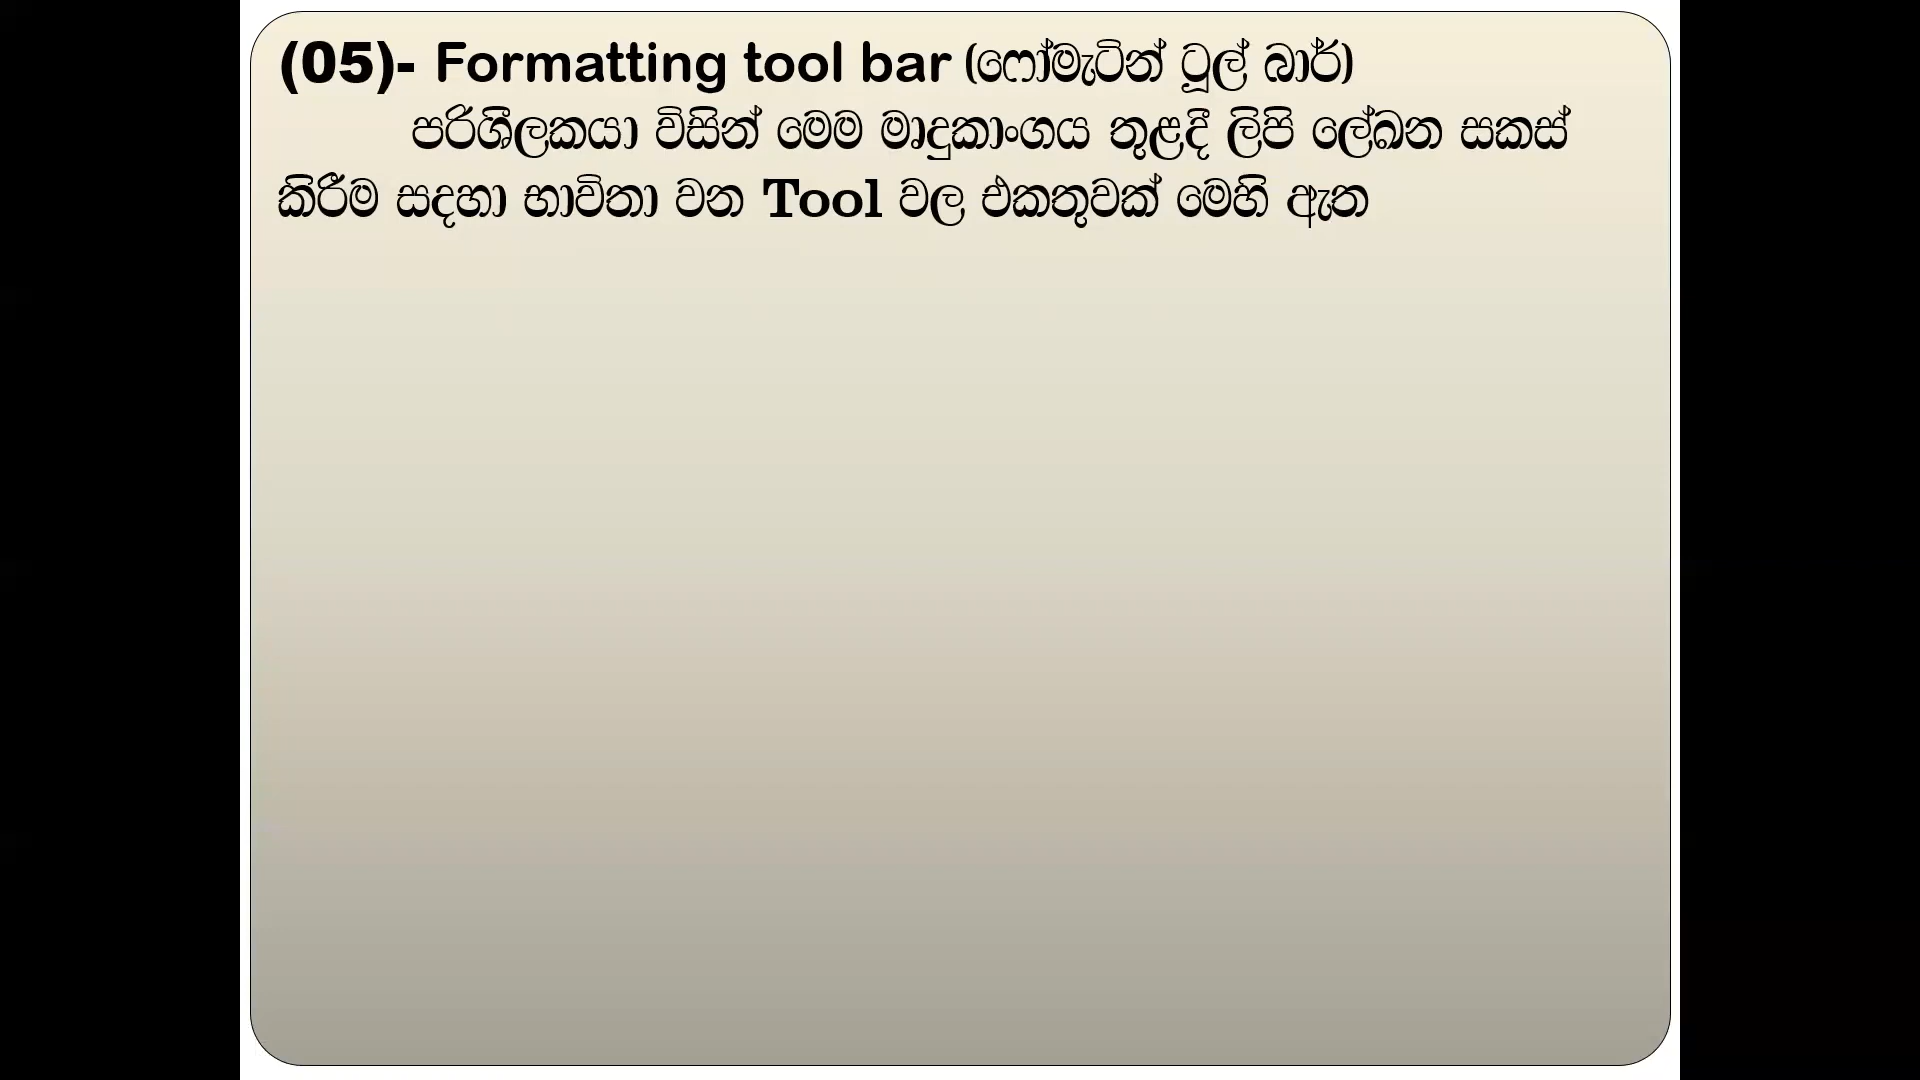 (05)- Formatting tool bar (ෆෝමැටින් ටූල් බාර්)
පරිශීලකයා විසින් මෙම මෘදුකාංගය තුළදී ලිපි ලේඛන සකස්
කිරීම සදහා භාවිතා වන Tool වල එකතුවක් මෙහි ඇත